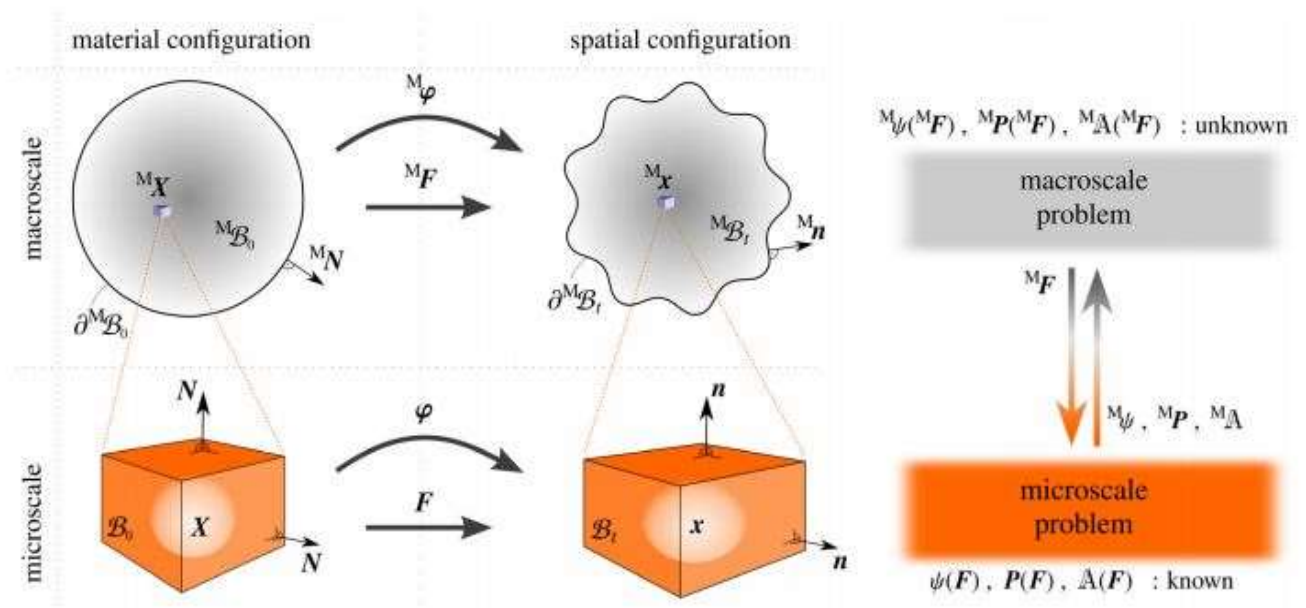 material configuration
spatial configuration
macroscale
ᴹφ
ᴹF
ᴹX
ᴹℬ₀
ᴹN
∂ᴹℬ₀
ᴹx
ᴹℬₜ
ᴹn
∂ᴹℬₜ
ᴹψ(ᴹF) , ᴹP(ᴹF) , ᴹ𝔸(ᴹF) : unknown
macroscale
problem
ᴹF
ᴹψ , ᴹP , ᴹ𝔸
microscale
N
φ
F
ℬ₀
X
N
n
ℬₜ
x
n
microscale
problem
ψ(F) , P(F) , 𝔸(F) : known